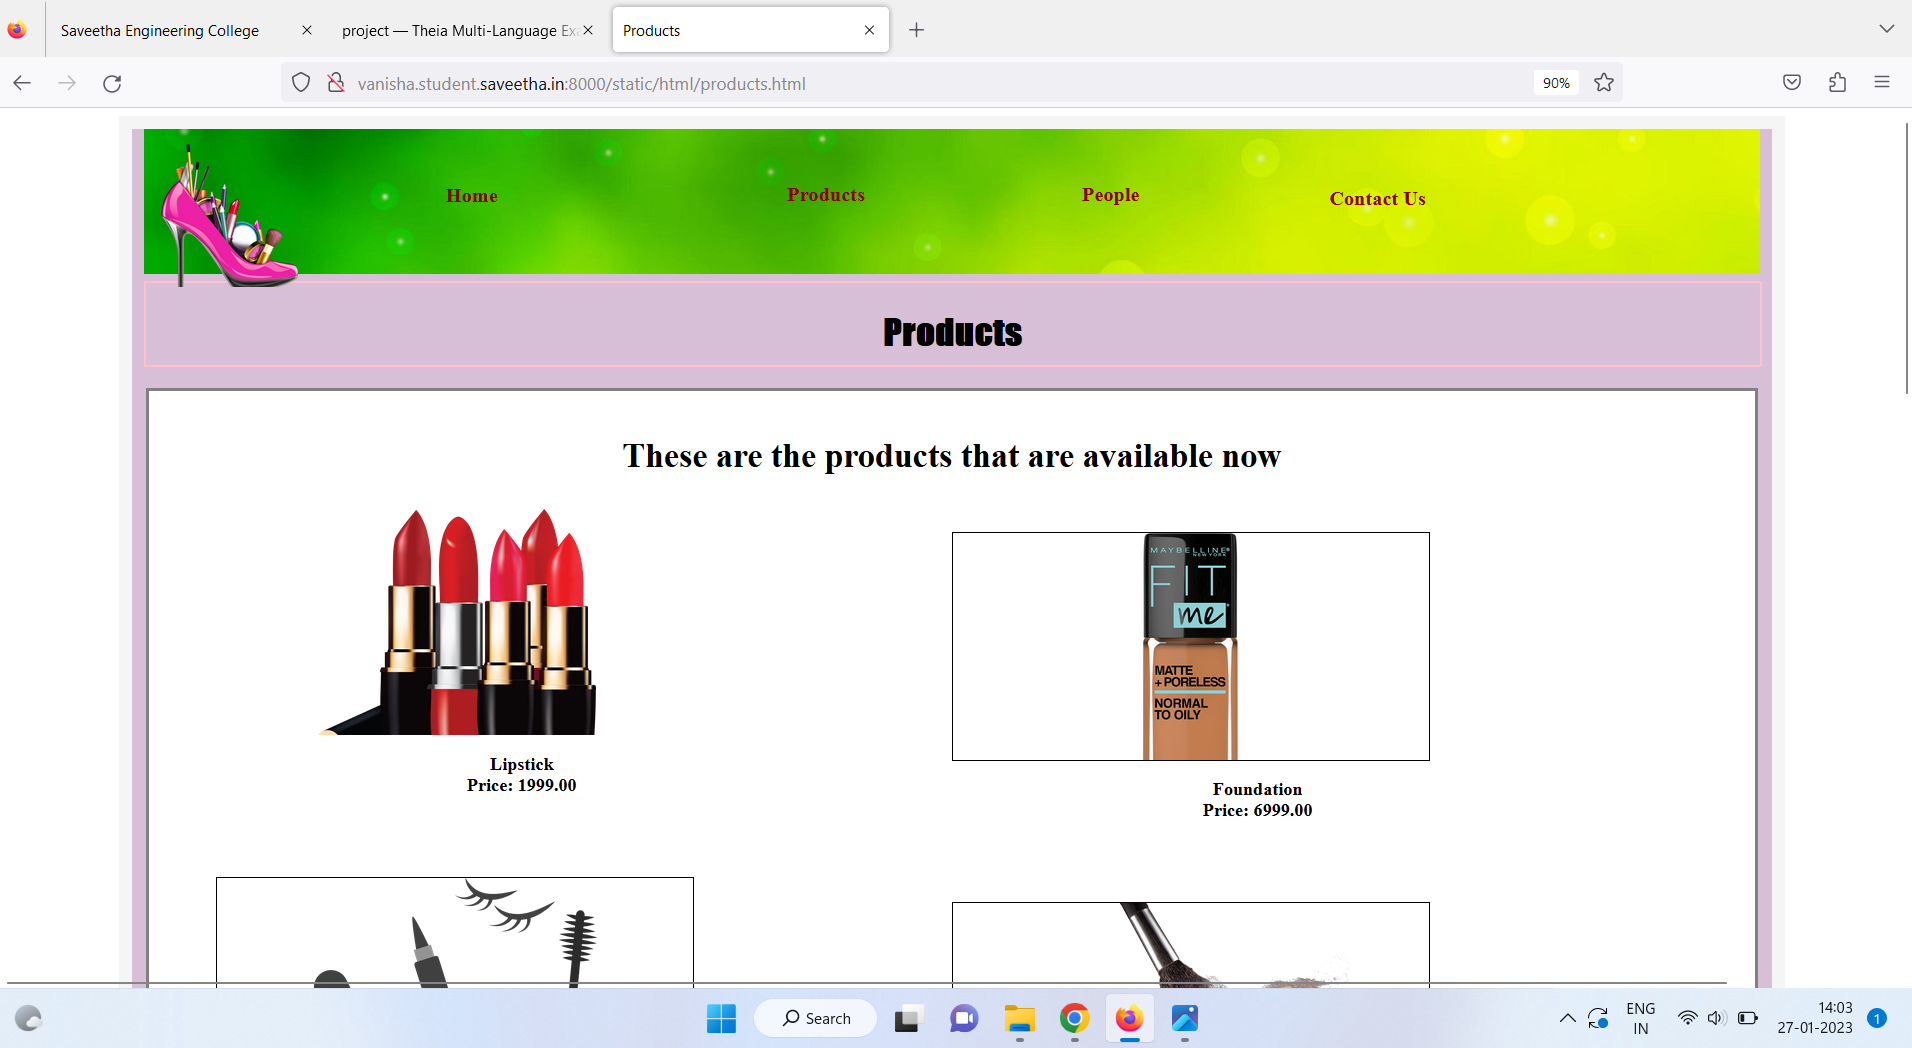 Saveetha Engineering College
project — Theia Multi-Language Exa
Products
vanisha.student.saveetha.in:8000/static/html/products.html
90%
Home
Products
People
Contact Us
Products
These are the products that are available now
MAYBELLINE
NEW YORK
FIT
me
MATTE
+ PORELESS
NORMAL
TO OILY
Lipstick
Price: 1999.00
Foundation
Price: 6999.00
Search
ENG
IN
14:03
27-01-2023
1